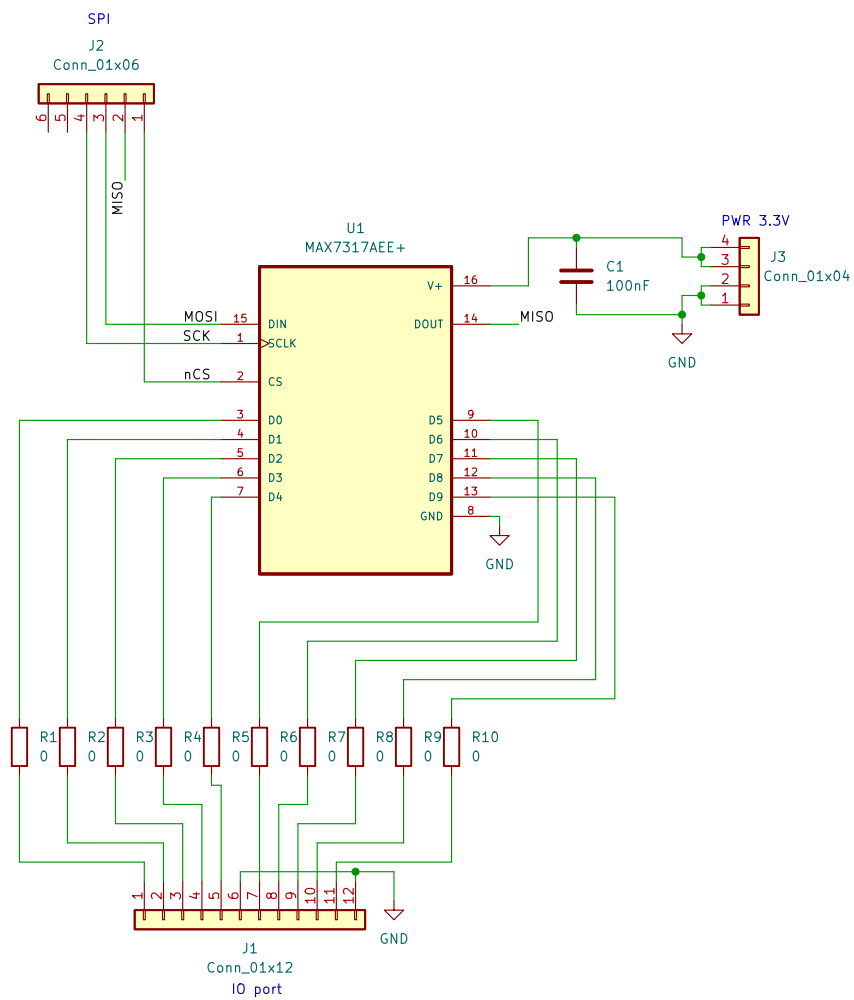 SPI
J2
Conn_01x06
6 5 4 3 2 1
MISO
U1
MAX7317AEE+
PWR 3.3V
J3
Conn_01x04
4
3
2
1
C1
100nF
GND
V+ 16
MOSI 15 DIN
DOUT 14 MISO
SCK 1 SCLK
nCS 2 CS
3 D0 D5 9
4 D1 D6 10
5 D2 D7 11
6 D3 D8 12
7 D4 D9 13
GND 8
GND
R1 R2 R3 R4 R5 R6 R7 R8 R9 R10
0 0 0 0 0 0 0 0 0 0
1 2 3 4 5 6 7 8 9 10 11 12
GND
J1
Conn_01x12
IO port